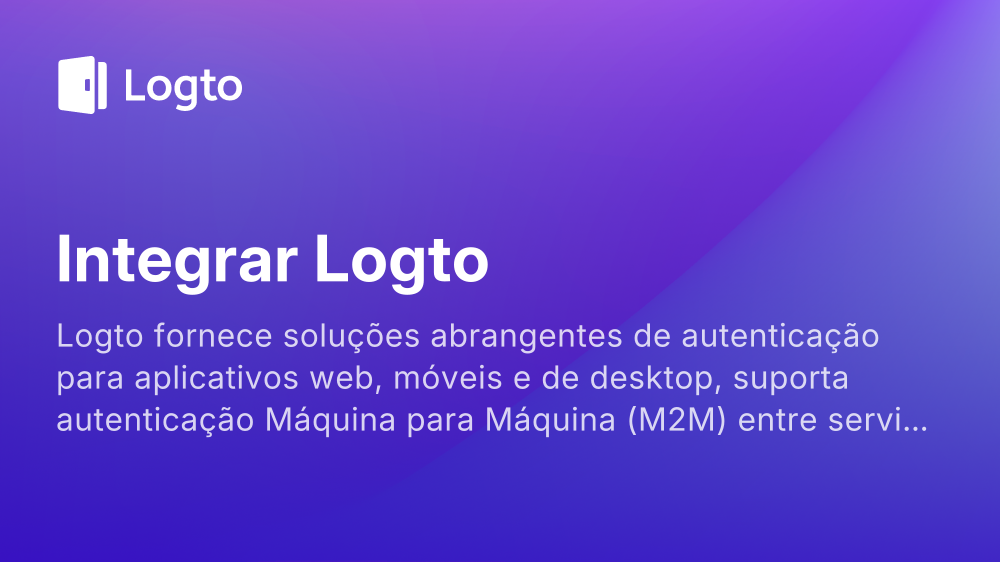 Logto
Integrar Logto
Logto fornece soluções abrangentes de autenticação
para aplicativos web, móveis e de desktop, suporta
autenticação Máquina para Máquina (M2M) entre servi...